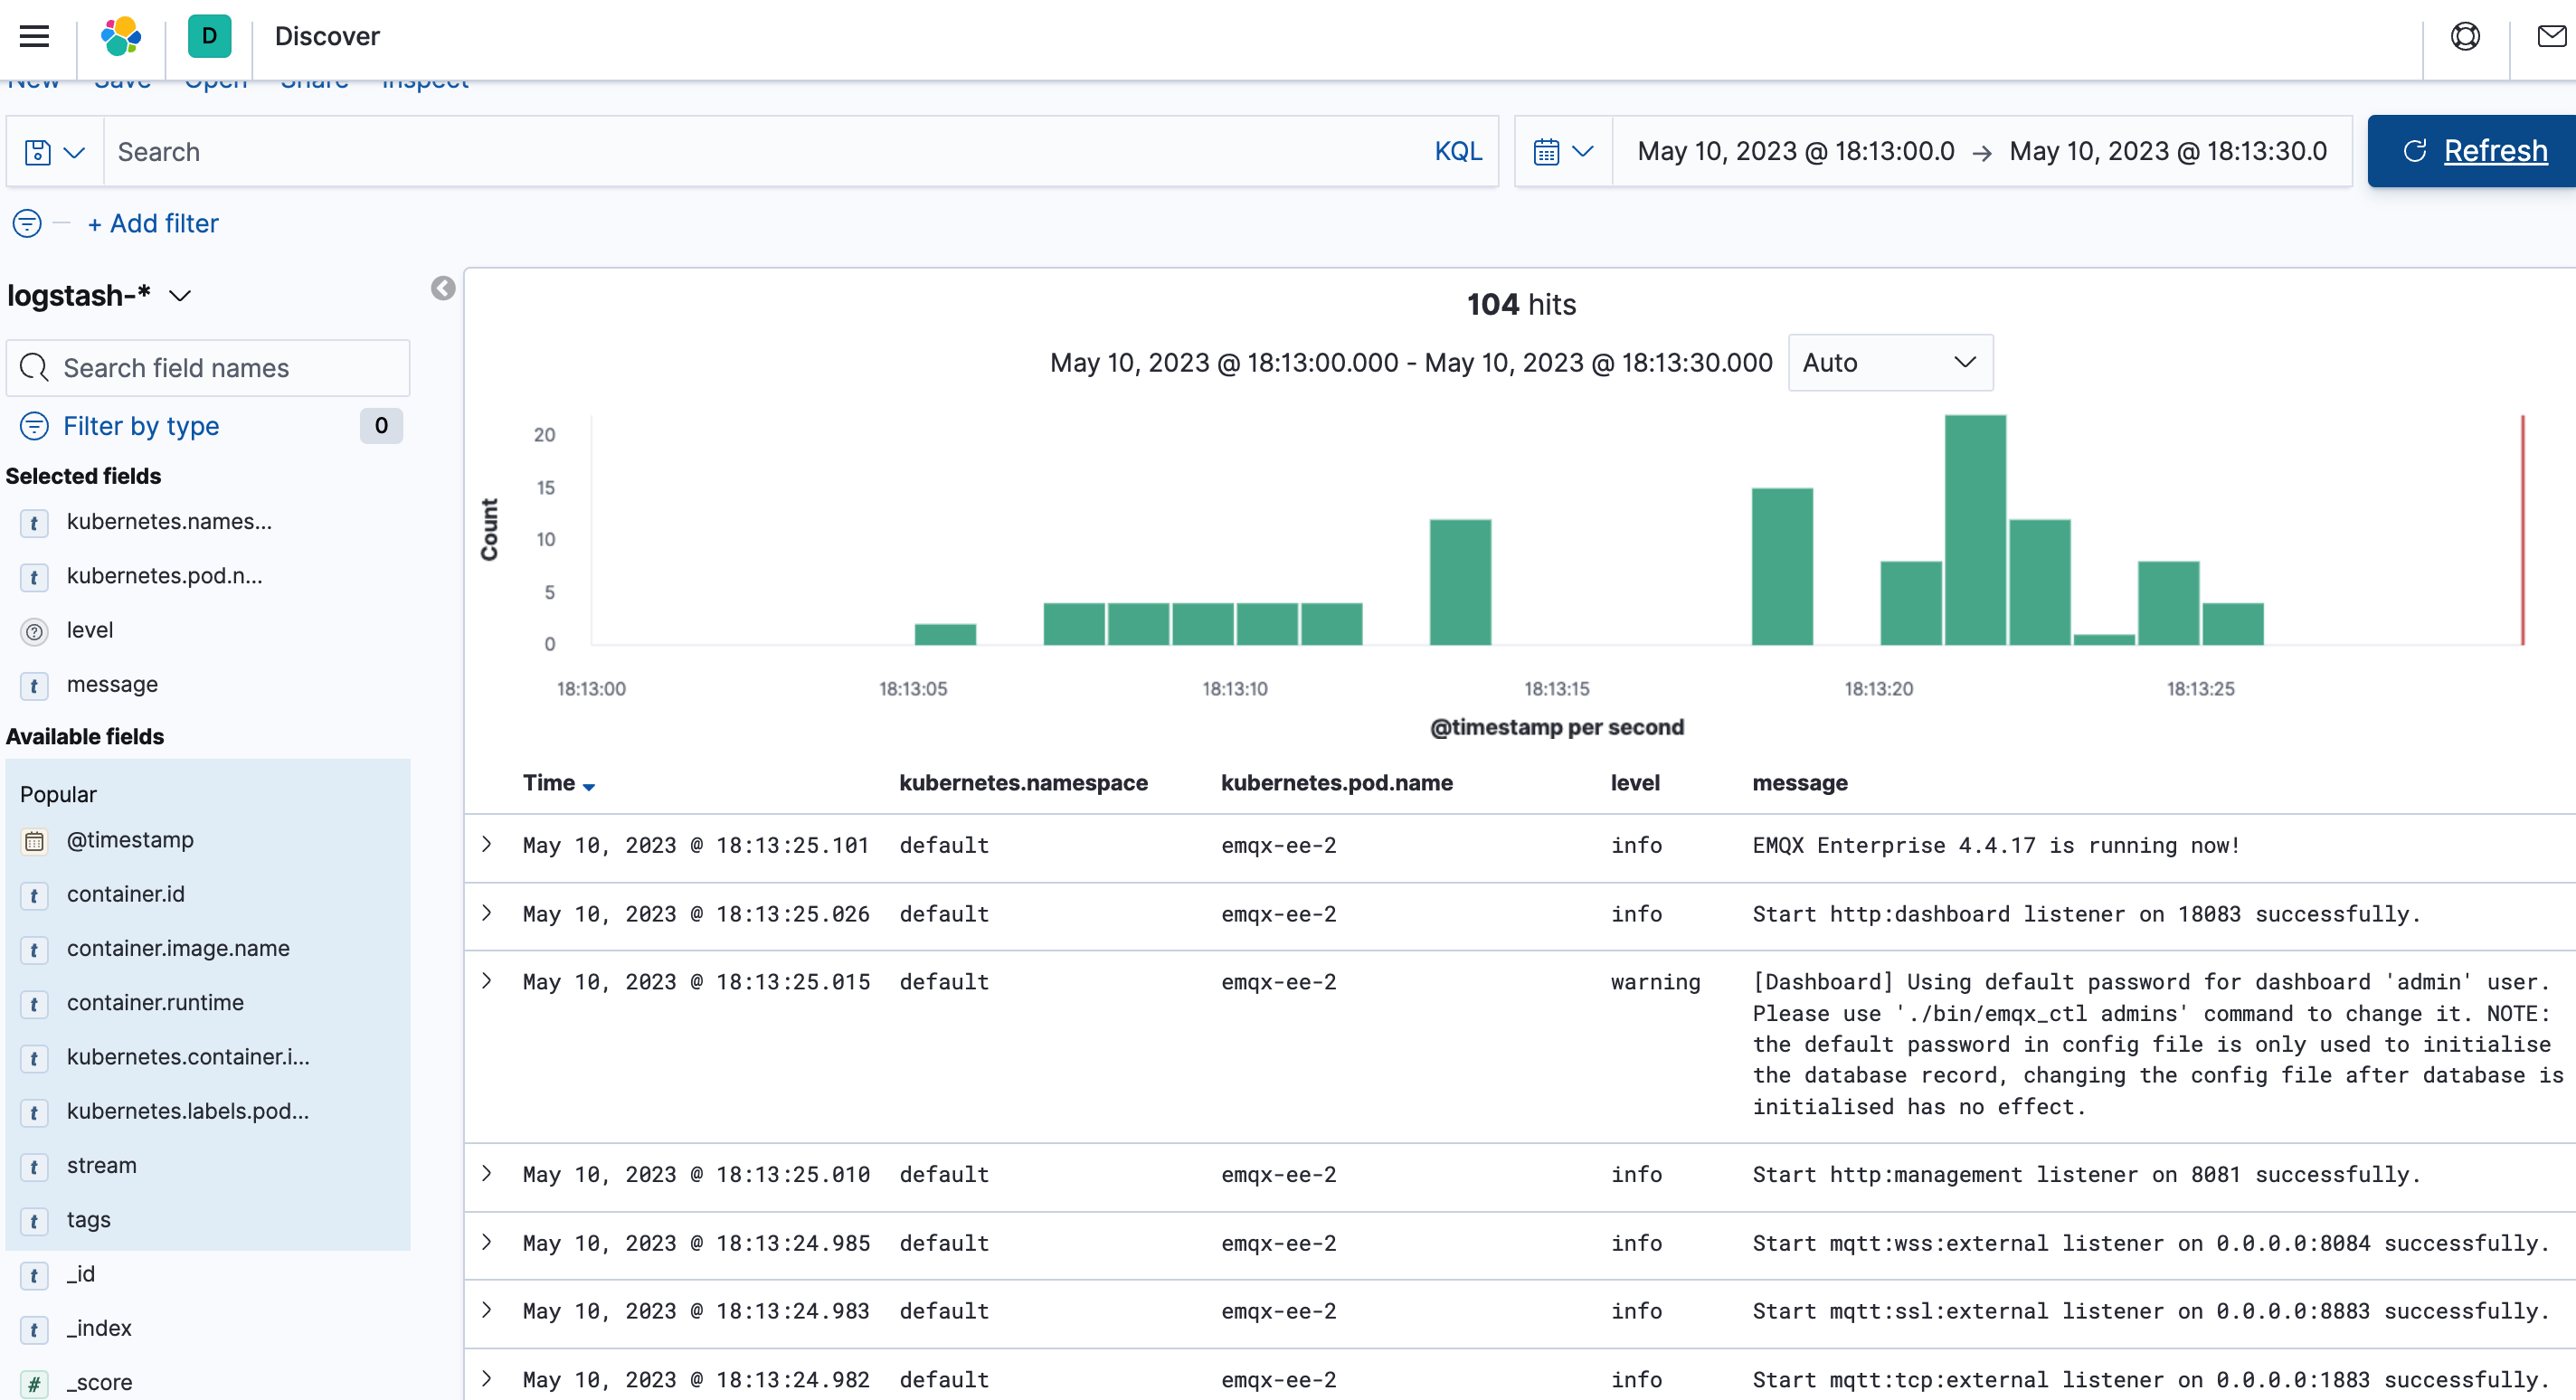 D
Discover
New Save Open Share Inspect
Search KQL
May 10, 2023 @ 18:13:00.0 → May 10, 2023 @ 18:13:30.0
Refresh
+ Add filter
logstash-*
Search field names
Filter by type 0
Selected fields
t kubernetes.names...
t kubernetes.pod.n...
? level
t message
Available fields
Popular
@timestamp
t container.id
t container.image.name
t container.runtime
t kubernetes.container.i...
t kubernetes.labels.pod...
t stream
t tags
t _id
t _index
# _score
104 hits
May 10, 2023 @ 18:13:00.000 - May 10, 2023 @ 18:13:30.000 Auto
Count
20
15
10
5
0
18:13:00 18:13:05 18:13:10 18:13:15 18:13:20 18:13:25
@timestamp per second
Time kubernetes.namespace kubernetes.pod.name level message
May 10, 2023 @ 18:13:25.101 default emqx-ee-2 info EMQX Enterprise 4.4.17 is running now!
May 10, 2023 @ 18:13:25.026 default emqx-ee-2 info Start http:dashboard listener on 18083 successfully.
May 10, 2023 @ 18:13:25.015 default emqx-ee-2 warning [Dashboard] Using default password for dashboard 'admin' user.
Please use './bin/emqx_ctl admins' command to change it. NOTE:
the default password in config file is only used to initialise
the database record, changing the config file after database is
initialised has no effect.
May 10, 2023 @ 18:13:25.010 default emqx-ee-2 info Start http:management listener on 8081 successfully.
May 10, 2023 @ 18:13:24.985 default emqx-ee-2 info Start mqtt:wss:external listener on 0.0.0.0:8084 successfully.
May 10, 2023 @ 18:13:24.983 default emqx-ee-2 info Start mqtt:ssl:external listener on 0.0.0.0:8883 successfully.
May 10, 2023 @ 18:13:24.982 default emqx-ee-2 info Start mqtt:tcp:external listener on 0.0.0.0:1883 successfully.